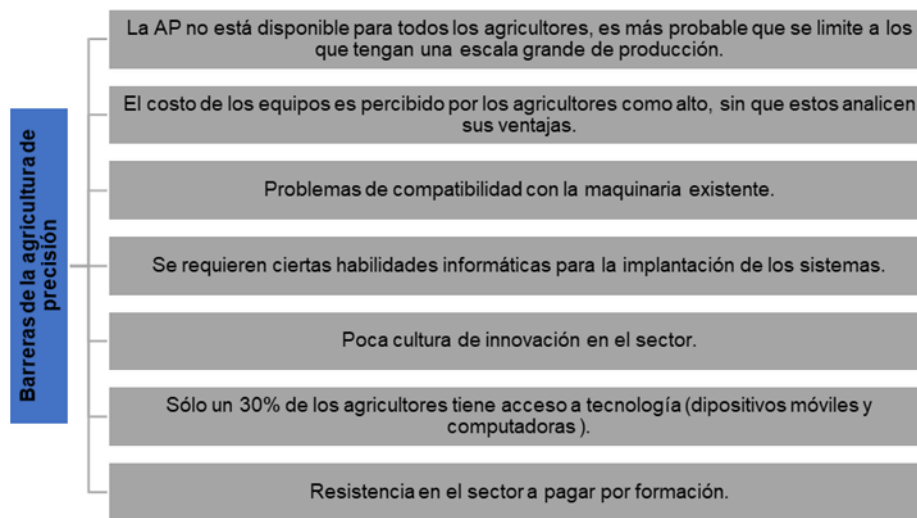 Barreras de la agricultura de
precisión
La AP no está disponible para todos los agricultores, es más probable que se limite a los
que tengan una escala grande de producción.
El costo de los equipos es percibido por los agricultores como alto, sin que estos analicen
sus ventajas.
Problemas de compatibilidad con la maquinaria existente.
Se requieren ciertas habilidades informáticas para la implantación de los sistemas.
Poca cultura de innovación en el sector.
Sólo un 30% de los agricultores tiene acceso a tecnología (dipositivos móviles y
computadoras ).
Resistencia en el sector a pagar por formación.